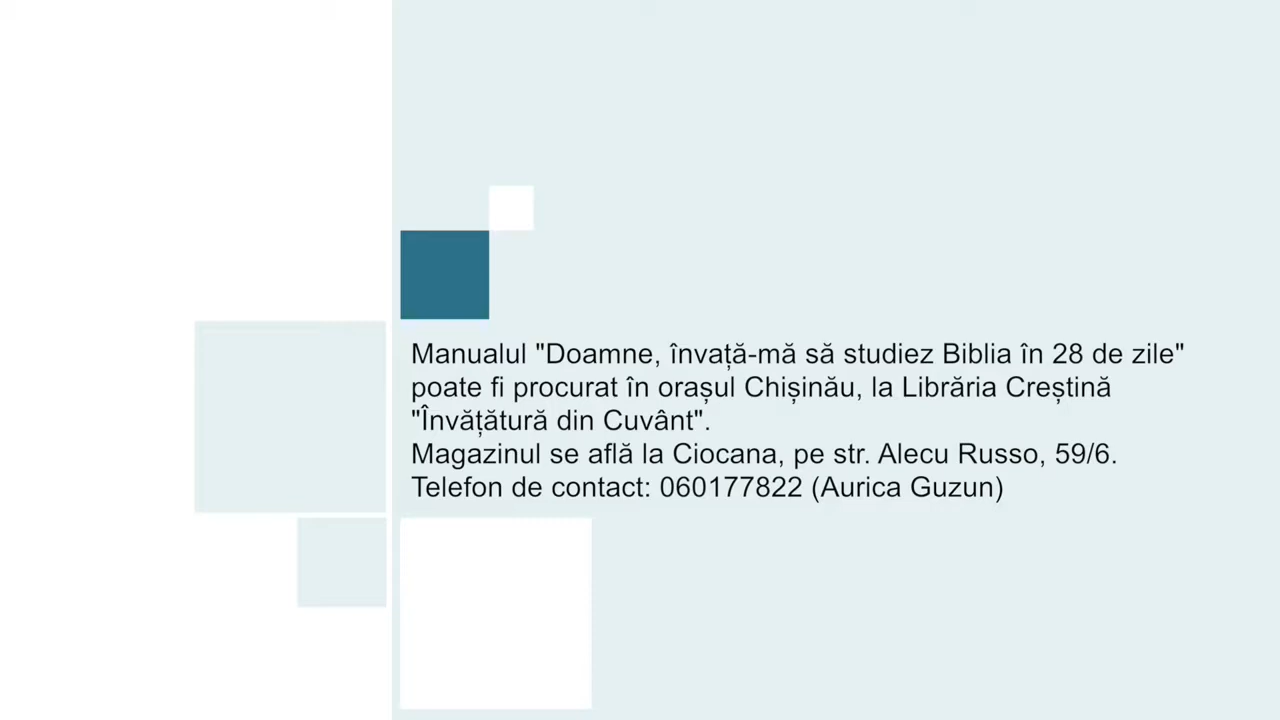 Manualul "Doamne, învață-mă să studiez Biblia în 28 de zile"
poate fi procurat în orașul Chișinău, la Librăria Creștină
"Învățătură din Cuvânt".
Magazinul se află la Ciocana, pe str. Alecu Russo, 59/6.
Telefon de contact: 060177822 (Aurica Guzun)